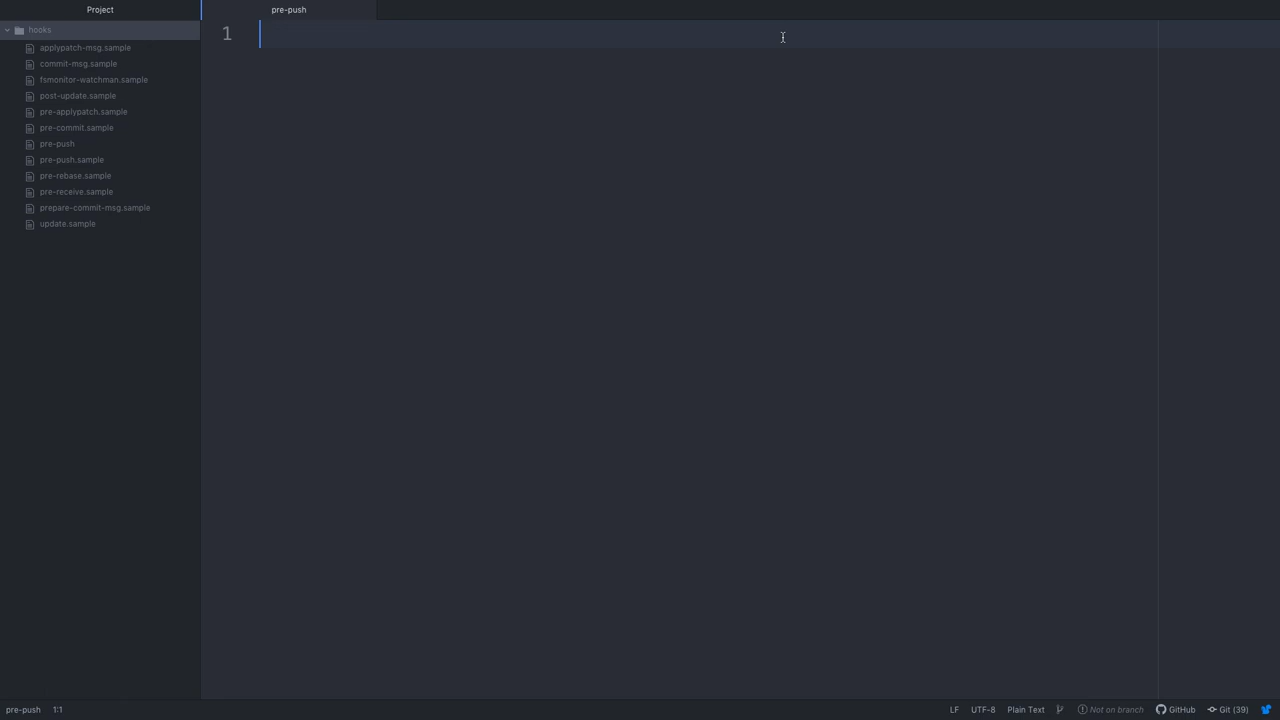 Project
pre-push
hooks
applypatch-msg.sample
commit-msg.sample
fsmonitor-watchman.sample
post-update.sample
pre-applypatch.sample
pre-commit.sample
pre-push
pre-push.sample
pre-rebase.sample
pre-receive.sample
prepare-commit-msg.sample
update.sample
1
pre-push 1:1 LF UTF-8 Plain Text Not on branch GitHub Git (39)